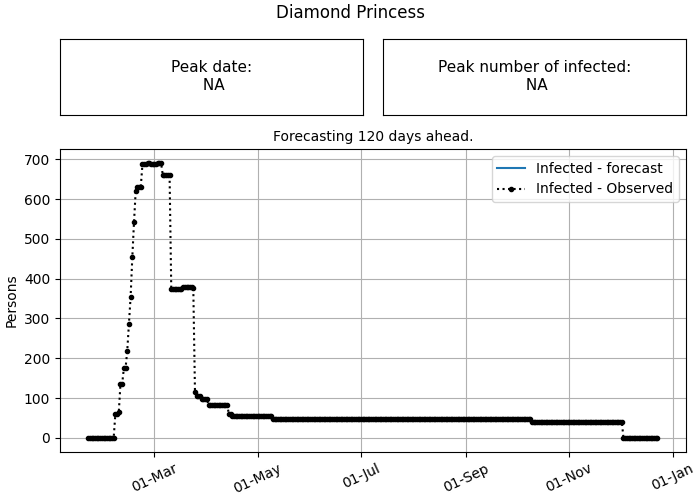 Diamond Princess
Peak date:
NA
Peak number of infected:
NA
Forecasting 120 days ahead.
Infected - forecast
Infected - Observed
Persons
700
600
500
400
300
200
100
0
01-Mar
01-May
01-Jul
01-Sep
01-Nov
01-Jan